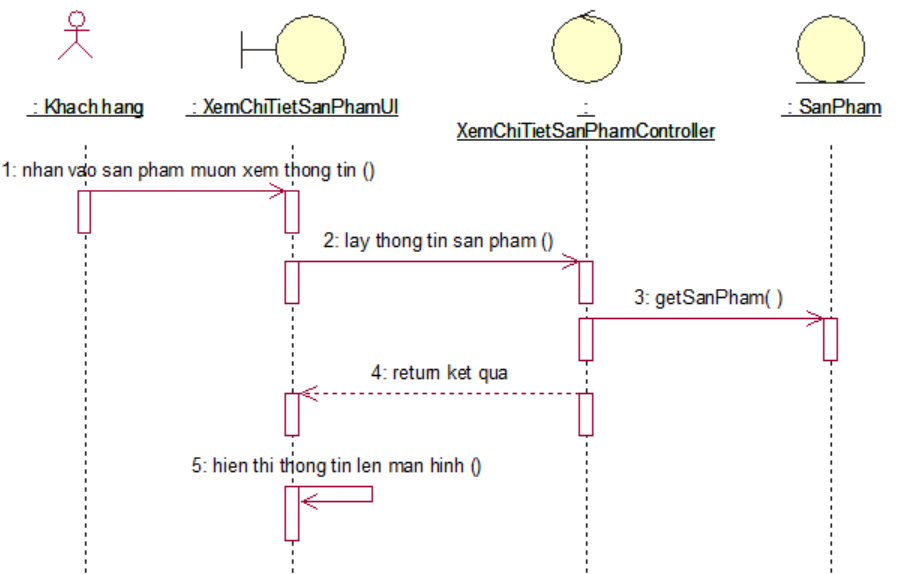 : Khach hang
: XemChiTietSanPhamUI
:
XemChiTietSanPhamController
: SanPham
1: nhan vao san pham muon xem thong tin ()
2: lay thong tin san pham ()
3: getSanPham( )
4: return ket qua
5: hien thi thong tin len man hinh ()